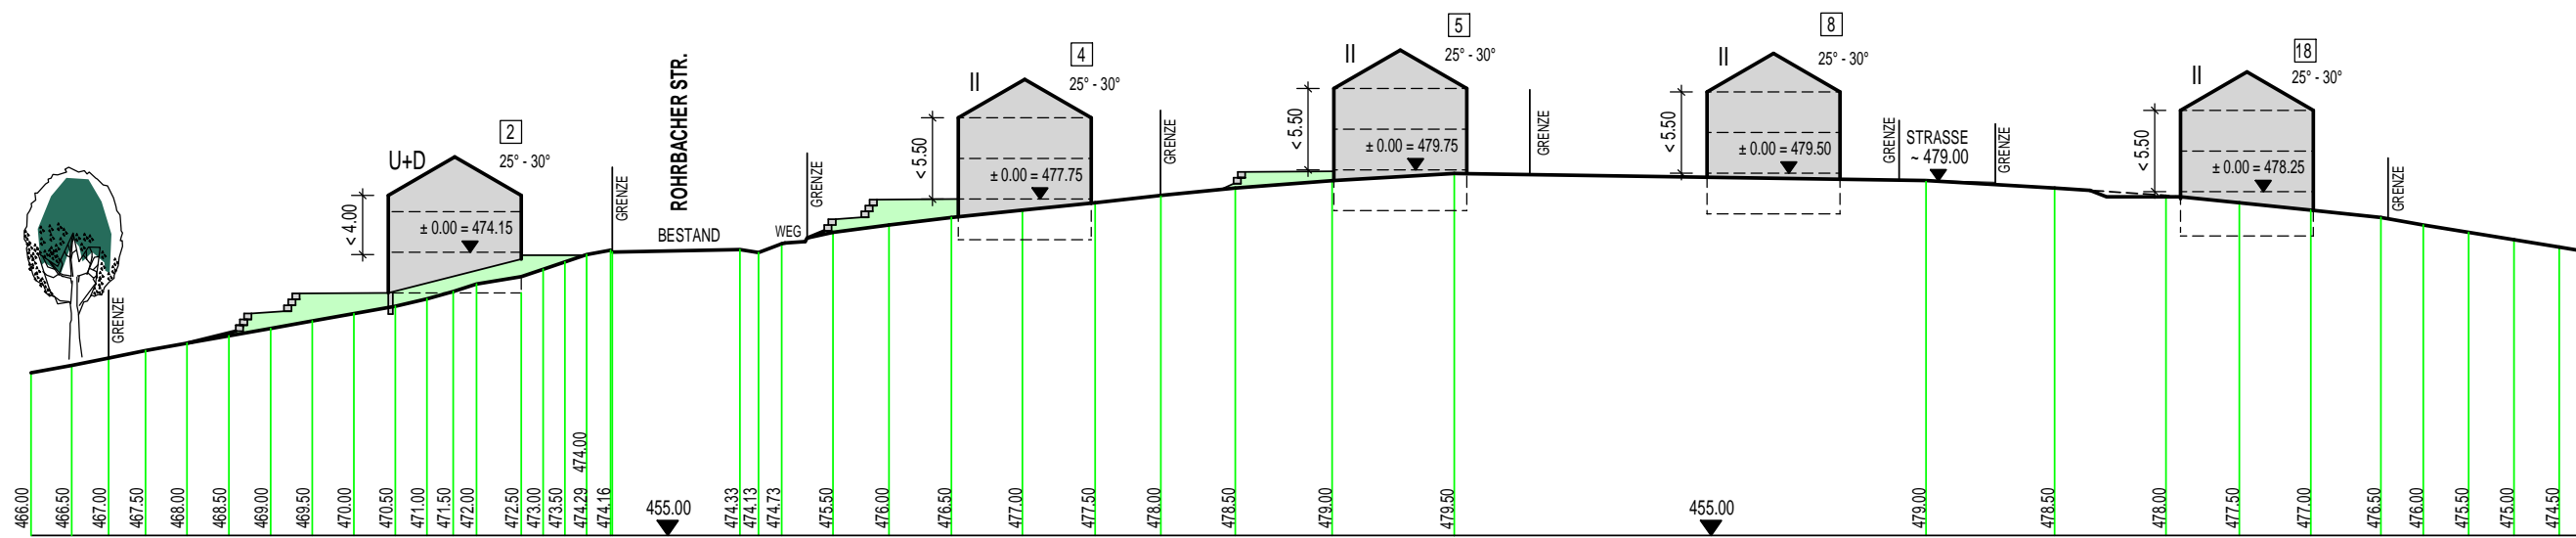 2
U+D
25° - 30°
< 4.00
± 0.00 = 474.15
GRENZE
GRENZE
ROHRBACHER STR.
BESTAND
WEG
GRENZE
4
II
25° - 30°
< 5.50
± 0.00 = 477.75
GRENZE
5
II
25° - 30°
< 5.50
± 0.00 = 479.75
GRENZE
8
II
25° - 30°
< 5.50
± 0.00 = 479.50
GRENZE
STRASSE
~ 479.00
GRENZE
18
II
25° - 30°
< 5.50
± 0.00 = 478.25
GRENZE
466.00
466.50
467.00
467.50
468.00
468.50
469.00
469.50
470.00
470.50
471.00
471.50
472.00
472.50
473.00
473.50
474.00
474.29
474.16
455.00
474.33
474.13
474.73
475.50
476.00
476.50
477.00
477.50
478.00
478.50
479.00
479.50
455.00
479.00
478.50
478.00
477.50
477.00
476.50
476.00
475.50
475.00
474.50